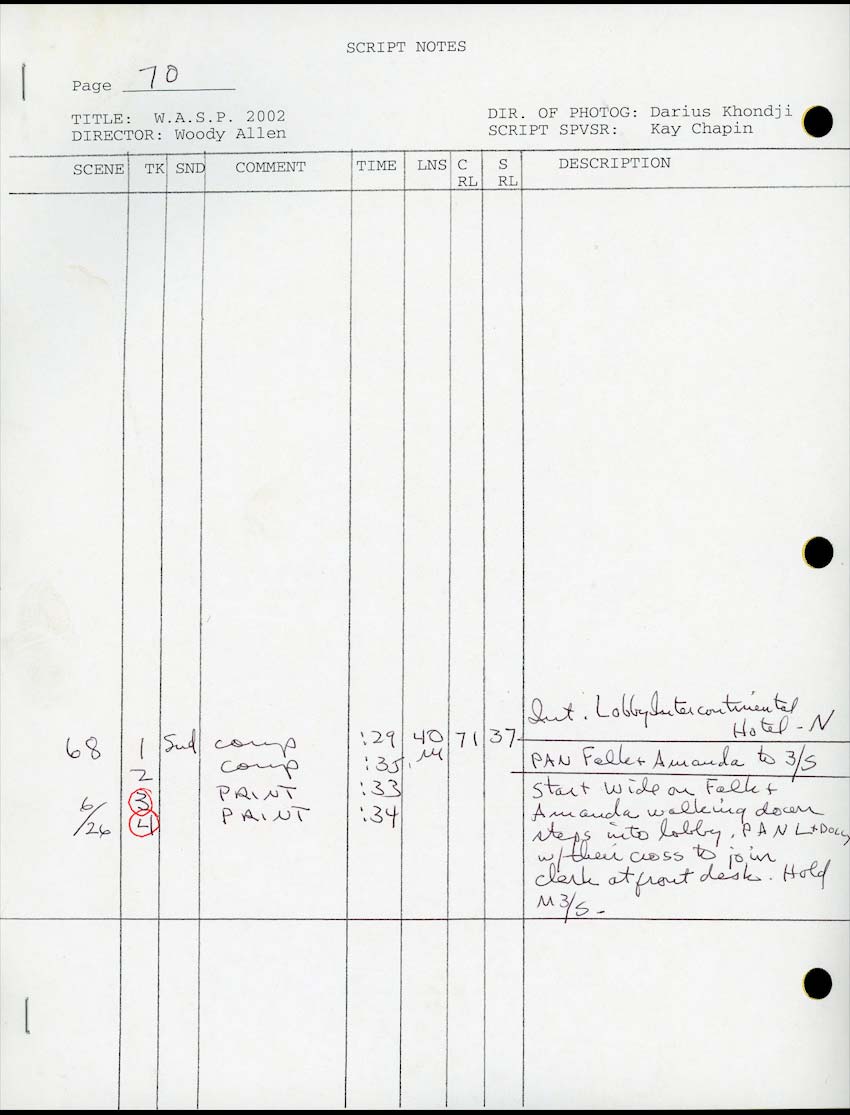 SCRIPT NOTES
Page 70
TITLE: W.A.S.P. 2002
DIRECTOR: Woody Allen
DIR. OF PHOTOG: Darius Khondji
SCRIPT SPVSR: Kay Chapin
SCENE TK SND COMMENT TIME LNS C RL S RL DESCRIPTION
Int. Lobby Intercontinental
Hotel - N
68 1 Snd comp :29 40 71 37
2 comp :35 M
PAN Falk + Amanda to 3/S
3 PRINT :33
6/26 4 PRINT :34
Start wide on Falk +
Amanda walking down
steps into lobby, PAN L + Dolly
w/their cross to join
clerk at front desk. Hold
M3/S -